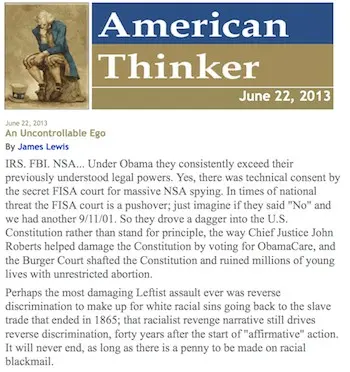 American
Thinker
June 22, 2013
June 22, 2013
An Uncontrollable Ego
By James Lewis
IRS. FBI. NSA... Under Obama they consistently exceed their
previously understood legal powers. Yes, there was technical consent by
the secret FISA court for massive NSA spying. In times of national
threat the FISA court is a pushover; just imagine if they said "No" and
we had another 9/11/01. So they drove a dagger into the U.S.
Constitution rather than stand for principle, the way Chief Justice John
Roberts helped damage the Constitution by voting for ObamaCare, and
the Burger Court shafted the Constitution and ruined millions of young
lives with unrestricted abortion.
Perhaps the most damaging Leftist assault ever was reverse
discrimination to make up for white racial sins going back to the slave
trade that ended in 1865; that racialist revenge narrative still drives
reverse discrimination, forty years after the start of "affirmative" action.
It will never end, as long as there is a penny to be made on racial
blackmail.